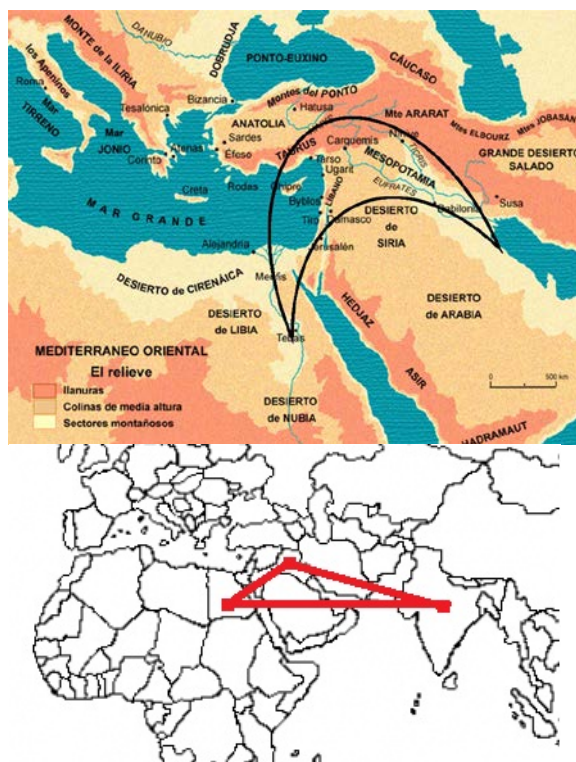 DANUBIO
DOBRUDJA
MONTE de la ILIRIA
los Apeninos
PONTO-EUXINO
CÁUCASO
Roma
Mar
TIRRENO
Bizancia
Montes del PONTO
Hatusa
Tesalónica
ANATOLIA
Mte ARARAT
Mtes ELBOURZ
Mtes JOBASAN
Mar
JONIO
Atenas
Sardes
TAURUS
Carquemis
Nínive
TIGRIS
GRANDE DESIERTO
SALADO
Corinto
Éfeso
Tarso
MESOPOTAMIA
Ugarit
Creta
Rodas
Chipre
EUFRATES
Susa
MAR GRANDE
Byblos
LÍBANO
DESIERTO
de
SIRIA
Babilonia
Tiro
Damasco
Alejandría
Jerusalén
DESIERTO de CIRENÁICA
Menfis
DESIERTO
de LIBIA
HEDJAZ
DESIERTO
de ARABIA
Tebas
MEDITERRANEO ORIENTAL
El relieve
ASIR
llanuras
Colinas de media altura
Sectores montañosos
DESIERTO
de NUBIA
0 500 km
HADRAMAUT